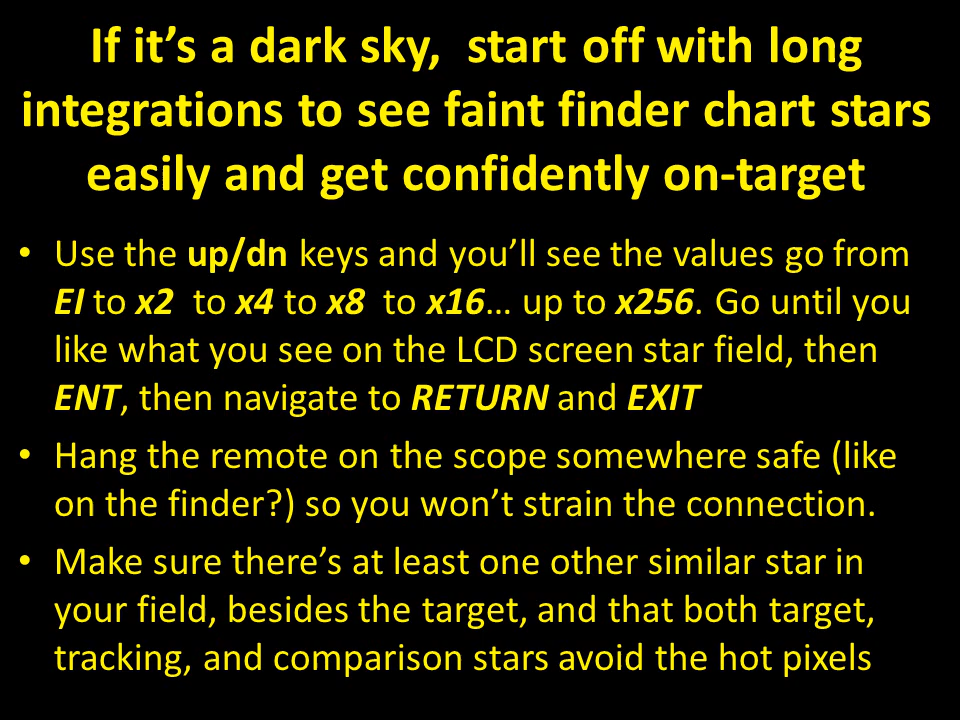 If it’s a dark sky,  start off with long
integrations to see faint finder chart stars
easily and get confidently on-target
• Use the up/dn keys and you’ll see the values go from
EI to x2  to x4 to x8  to x16… up to x256. Go until you
like what you see on the LCD screen star field, then
ENT, then navigate to RETURN and EXIT
• Hang the remote on the scope somewhere safe (like
on the finder?) so you won’t strain the connection.
• Make sure there’s at least one other similar star in
your field, besides the target, and that both target,
tracking, and comparison stars avoid the hot pixels